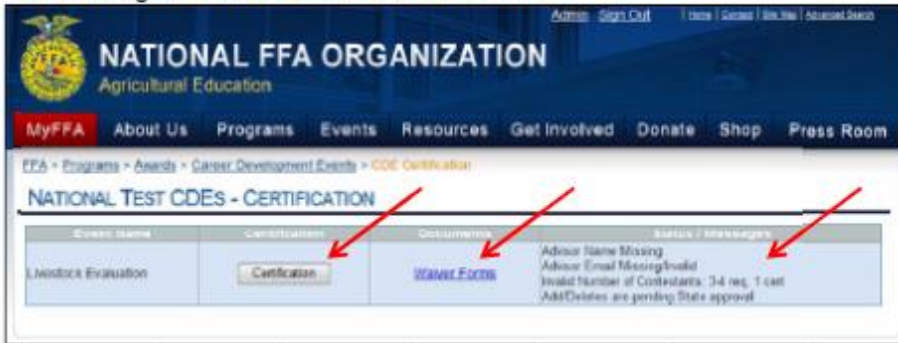 Admin Sign Out | Home | Contact | Site Map | Advanced Search
FFA
NATIONAL FFA ORGANIZATION
Agricultural Education
MyFFA About Us Programs Events Resources Get Involved Donate Shop Press Room
FFA > Programs > Awards > Career Development Events > CDE Certification
NATIONAL TEST CDES - CERTIFICATION
Event Name Certification Documents Status / Messages
Livestock Evaluation Certification Waiver Forms
Advisor Name Missing
Advisor Email Missing/Invalid
Invalid Number of Contestants: 3-4 req, 1 cert
Add/Deletes are pending State approval